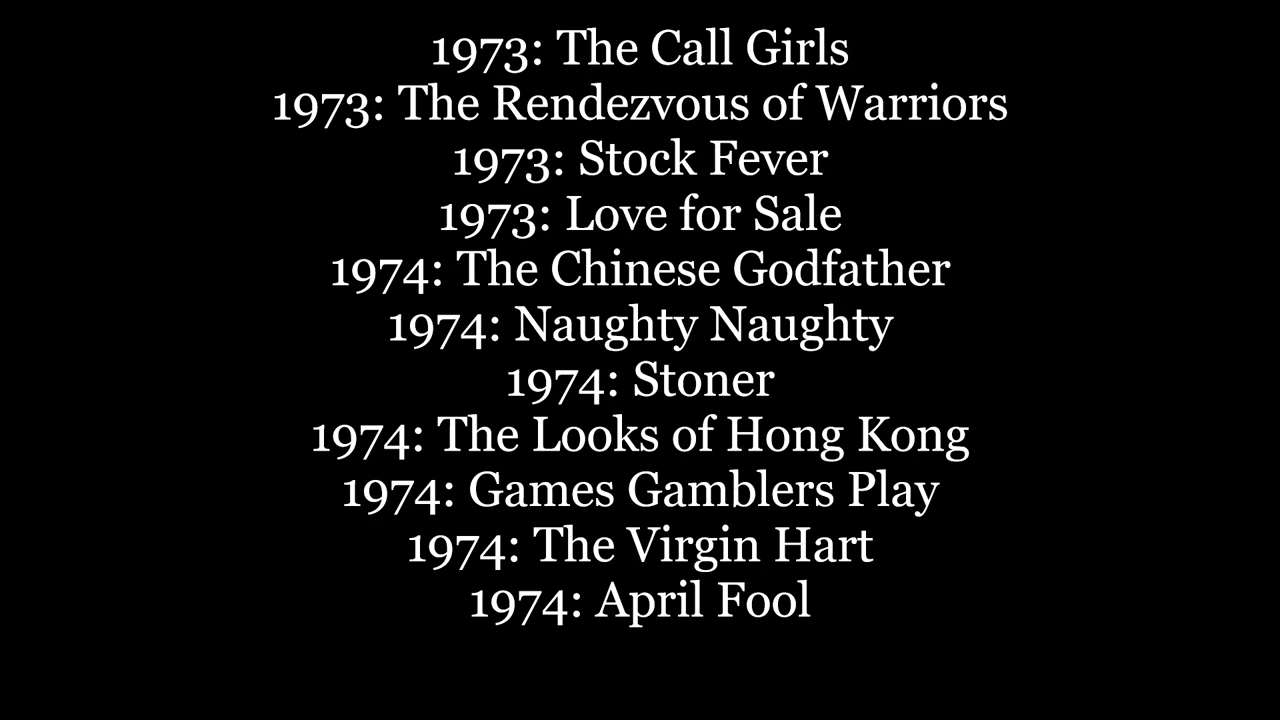 1973: The Call Girls
1973: The Rendezvous of Warriors
1973: Stock Fever
1973: Love for Sale
1974: The Chinese Godfather
1974: Naughty Naughty
1974: Stoner
1974: The Looks of Hong Kong
1974: Games Gamblers Play
1974: The Virgin Hart
1974: April Fool